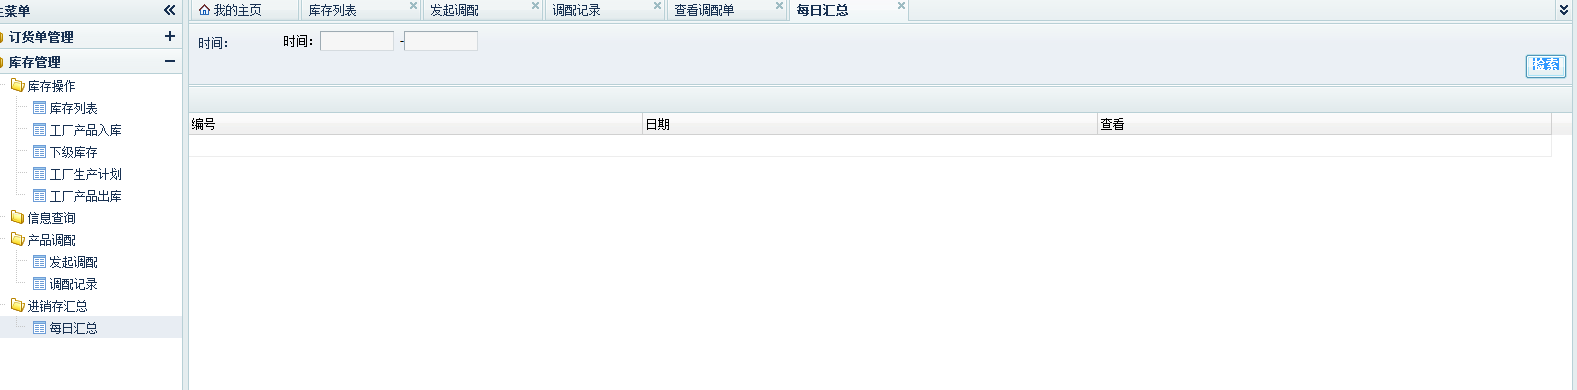 主菜单
订货单管理
库存管理
库存操作
库存列表
工厂产品入库
下级库存
工厂生产计划
工厂产品出库
信息查询
产品调配
发起调配
调配记录
进销存汇总
每日汇总
我的主页 库存列表 发起调配 调配记录 查看调配单 每日汇总
时间: 时间: -
检索
编号 日期 查看